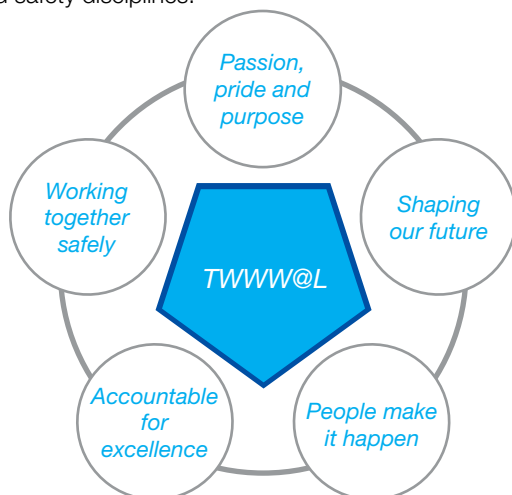 safety disciplines.
Passion,
pride and
purpose
Working
together
safely
Shaping
our future
TWWW@L
Accountable
for
excellence
People make
it happen